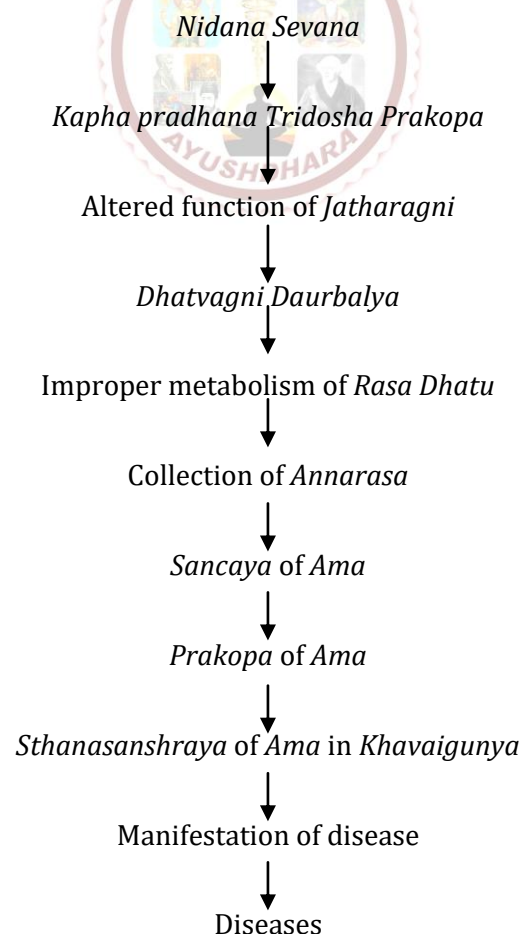 Nidana Sevana
Kapha pradhana Tridosha Prakopa
AYUSHDHARA
Altered function of Jatharagni
Dhatvagni Daurbalya
Improper metabolism of Rasa Dhatu
Collection of Annarasa
Sancaya of Ama
Prakopa of Ama
Sthanasanshraya of Ama in Khavaigunya
Manifestation of disease
Diseases